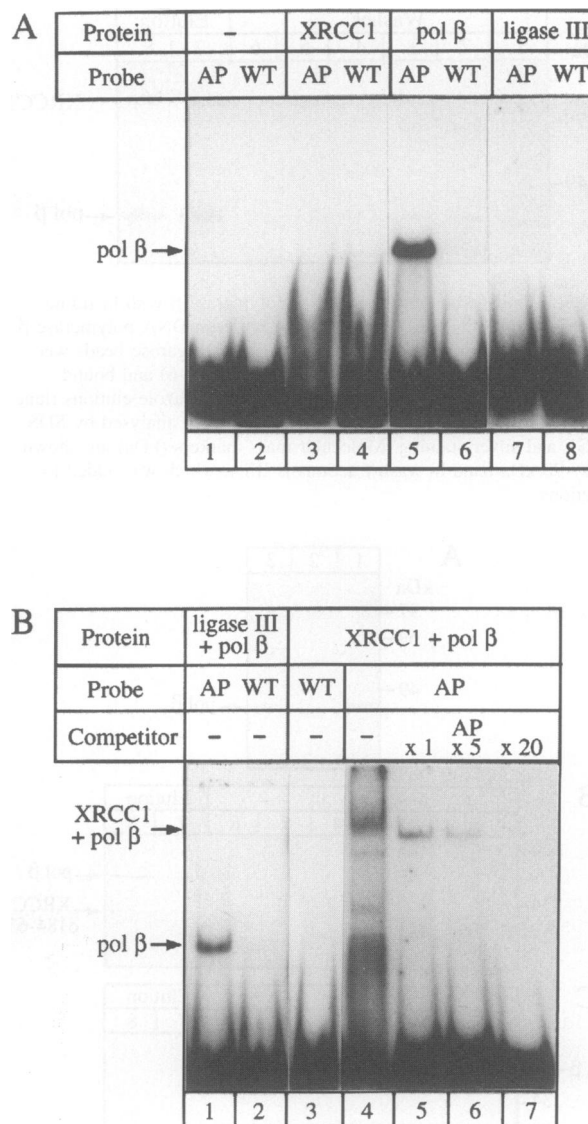 A
Protein - XRCC1 pol β ligase III
Probe AP WT AP WT AP WT AP WT
pol β
1 2 3 4 5 6 7 8
B
Protein ligase III + pol β XRCC1 + pol β
Probe AP WT WT AP
Competitor - - - - AP
x 1 x 5 x 20
XRCC1
+ pol β
pol β
1 2 3 4 5 6 7